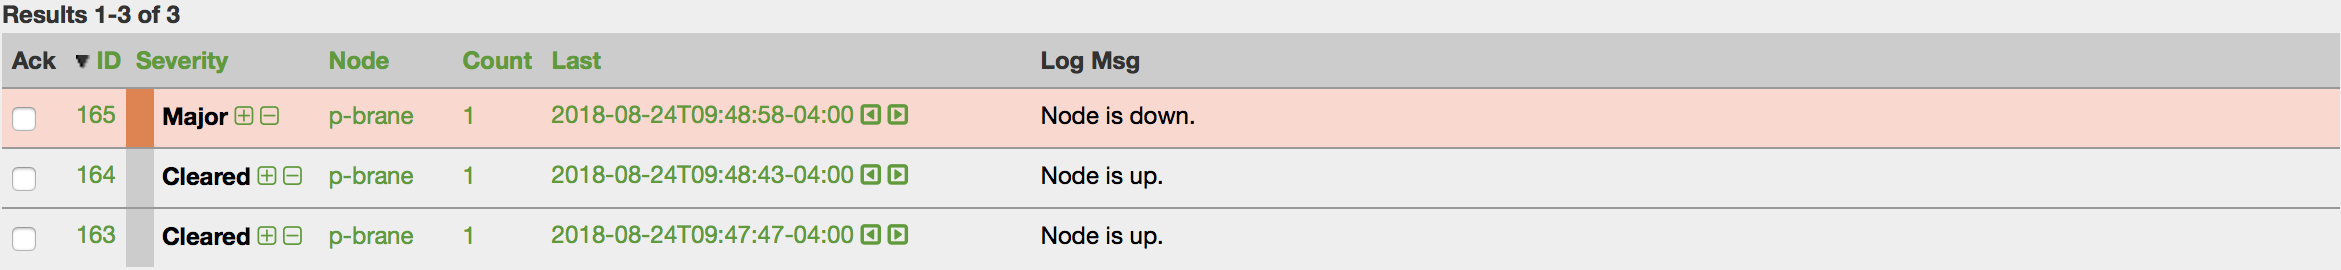 Results 1-3 of 3
Ack ID Severity Node Count Last Log Msg
165 Major p-brane 1 2018-08-24T09:48:58-04:00 Node is down.
164 Cleared p-brane 1 2018-08-24T09:48:43-04:00 Node is up.
163 Cleared p-brane 1 2018-08-24T09:47:47-04:00 Node is up.